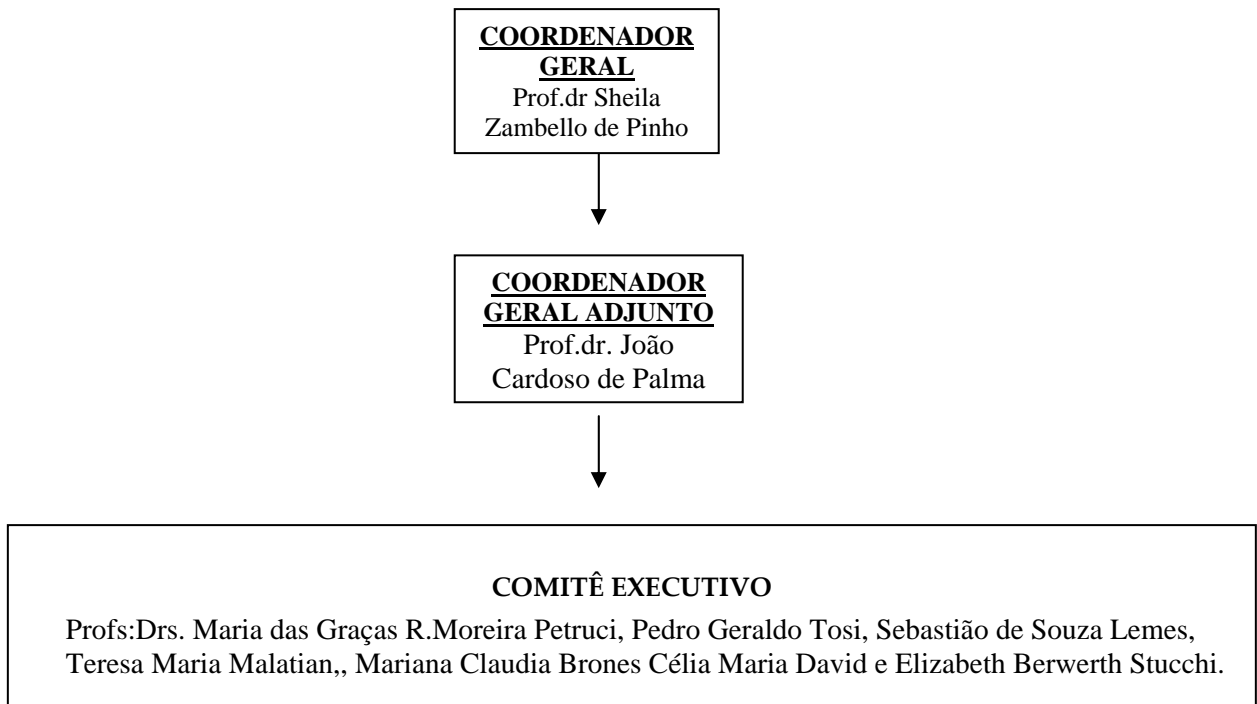 COORDENADOR
GERAL
Prof.dr Sheila
Zambello de Pinho
COORDENADOR
GERAL ADJUNTO
Prof.dr. João
Cardoso de Palma
COMITÊ EXECUTIVO
Profs:Drs. Maria das Graças R.Moreira Petruci, Pedro Geraldo Tosi, Sebastião de Souza Lemes,
Teresa Maria Malatian,, Mariana Claudia Brones Célia Maria David e Elizabeth Berwerth Stucchi.